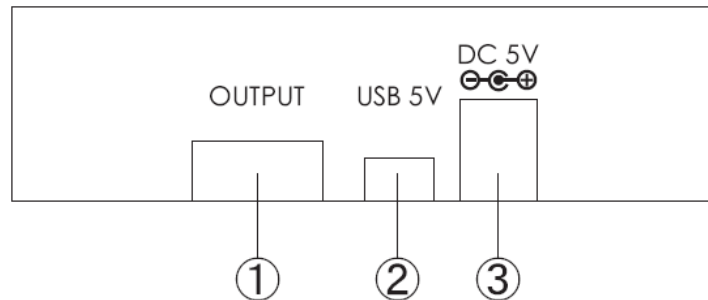 DC 5V
OUTPUT USB 5V
① ② ③